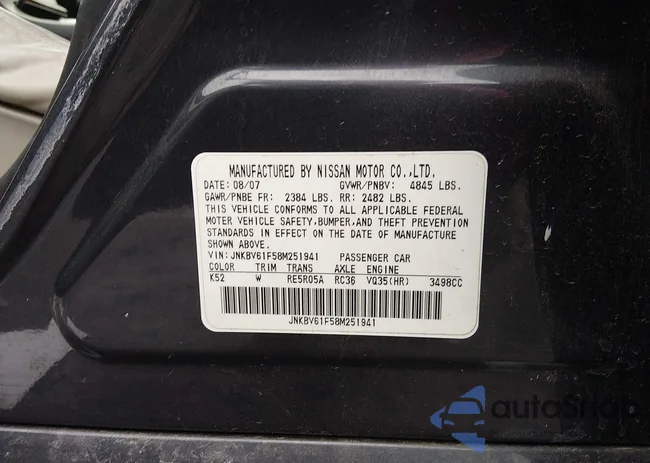 MANUFACTURED BY NISSAN MOTOR CO.,LTD.
DATE: 08/07 GVWR/PNBV: 4845 LBS.
GAWR/PNBE FR: 2384 LBS. RR: 2482 LBS.
THIS VEHICLE CONFORMS TO ALL APPLICABLE FEDERAL
MOTOR VEHICLE SAFETY,BUMPER,AND THEFT PREVENTION
STANDARDS IN EFFECT ON THE DATE OF MANUFACTURE
SHOWN ABOVE.
VIN: JNKBV61F58M251941 PASSENGER CAR
COLOR TRIM TRANS AXLE ENGINE
K52 W RE5R05A RC36 VQ35(HR) 3498CC
JNKBV61F58M251941
autoSnap